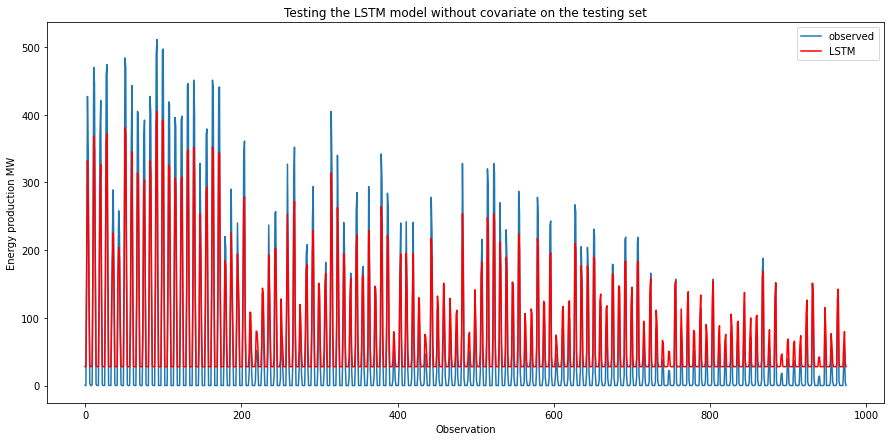 Testing the LSTM model without covariate on the testing set
observed
LSTM
Energy production MW
500
400
300
200
100
0
0
200
400
600
800
1000
Observation